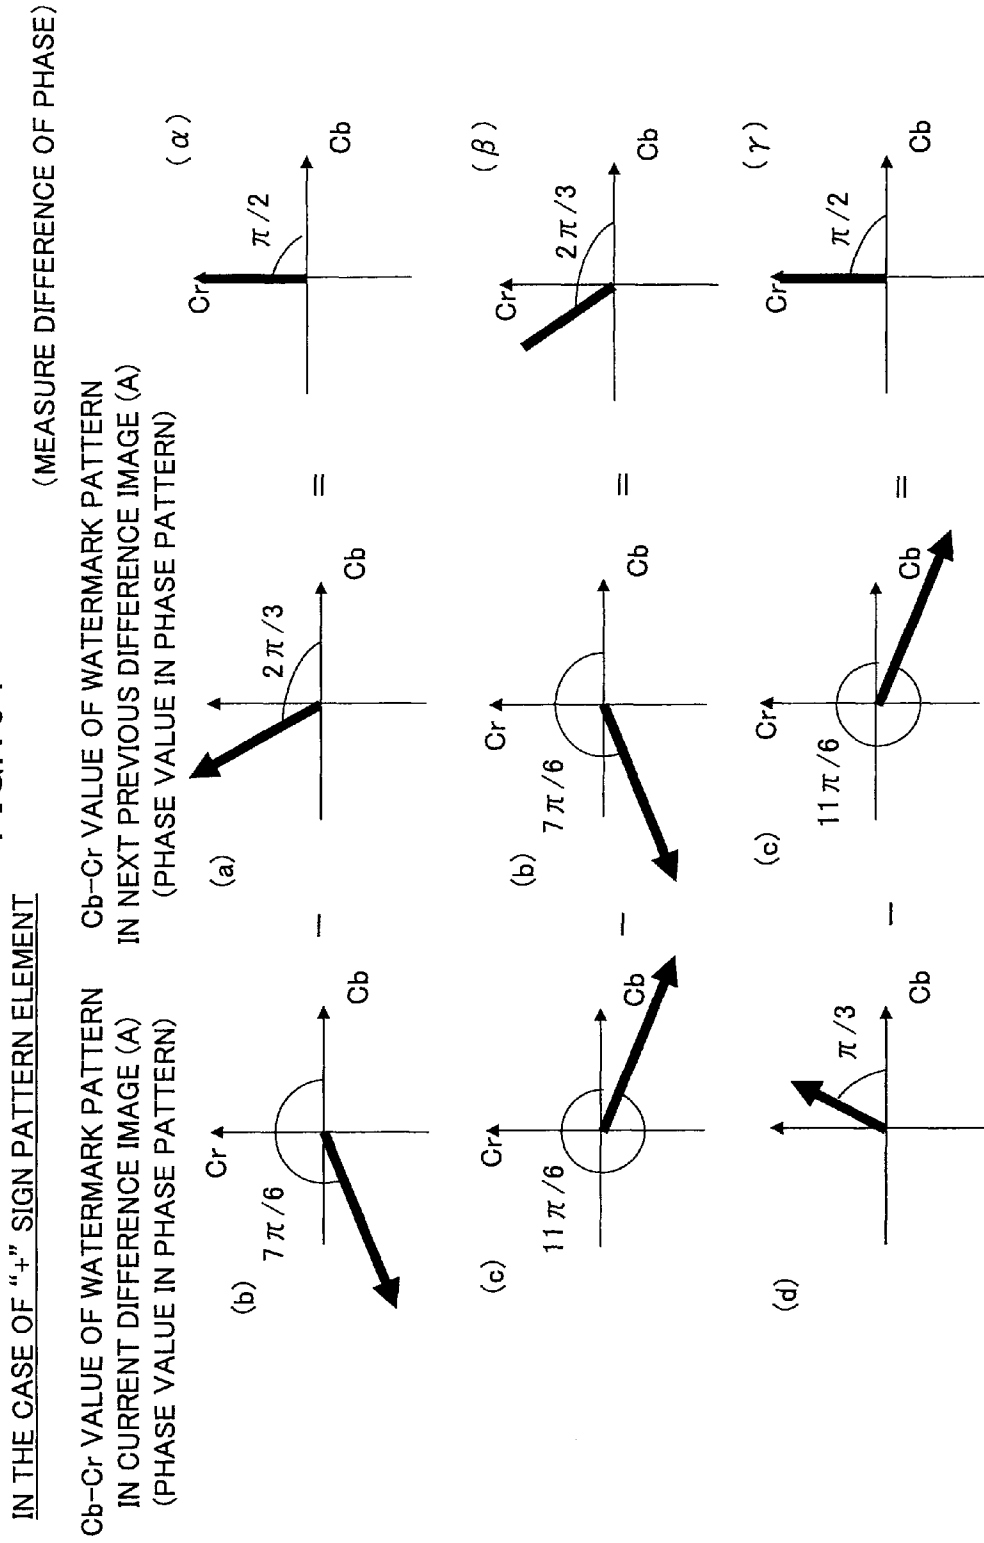 IN THE CASE OF “+” SIGN PATTERN ELEMENT
Cb-Cr VALUE OF WATERMARK PATTERN
IN CURRENT DIFFERENCE IMAGE (A)
(PHASE VALUE IN PHASE PATTERN)
Cb-Cr VALUE OF WATERMARK PATTERN
IN NEXT PREVIOUS DIFFERENCE IMAGE (A)
(PHASE VALUE IN PHASE PATTERN)
(MEASURE DIFFERENCE OF PHASE)
(b)
7π/6
Cr
Cb
−
(a)
2π/3
Cb
=
Cr
π/2
Cb
(α)
(c)
11π/6
Cr
Cb
−
(b)
7π/6
Cr
Cb
=
Cr
2π/3
Cb
(β)
(d)
π/3
Cb
−
(c)
11π/6
Cr
Cb
=
Cr
π/2
Cb
(γ)